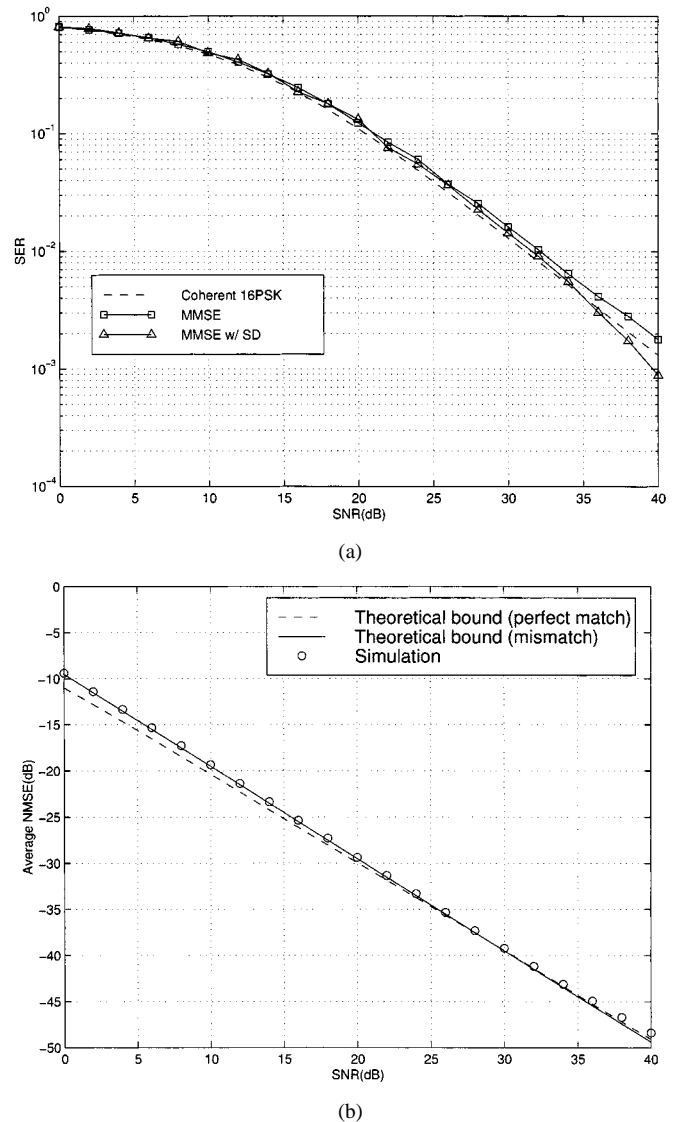 10^0
10^-1
10^-2
10^-3
10^-4
SER
Coherent 16PSK
MMSE
MMSE w/ SD
0 5 10 15 20 25 30 35 40
SNR(dB)
(a)
0
-5
-10
-15
-20
-25
-30
-35
-40
-45
-50
Average NMSE(dB)
Theoretical bound (perfect match)
Theoretical bound (mismatch)
Simulation
0 5 10 15 20 25 30 35 40
SNR(dB)
(b)